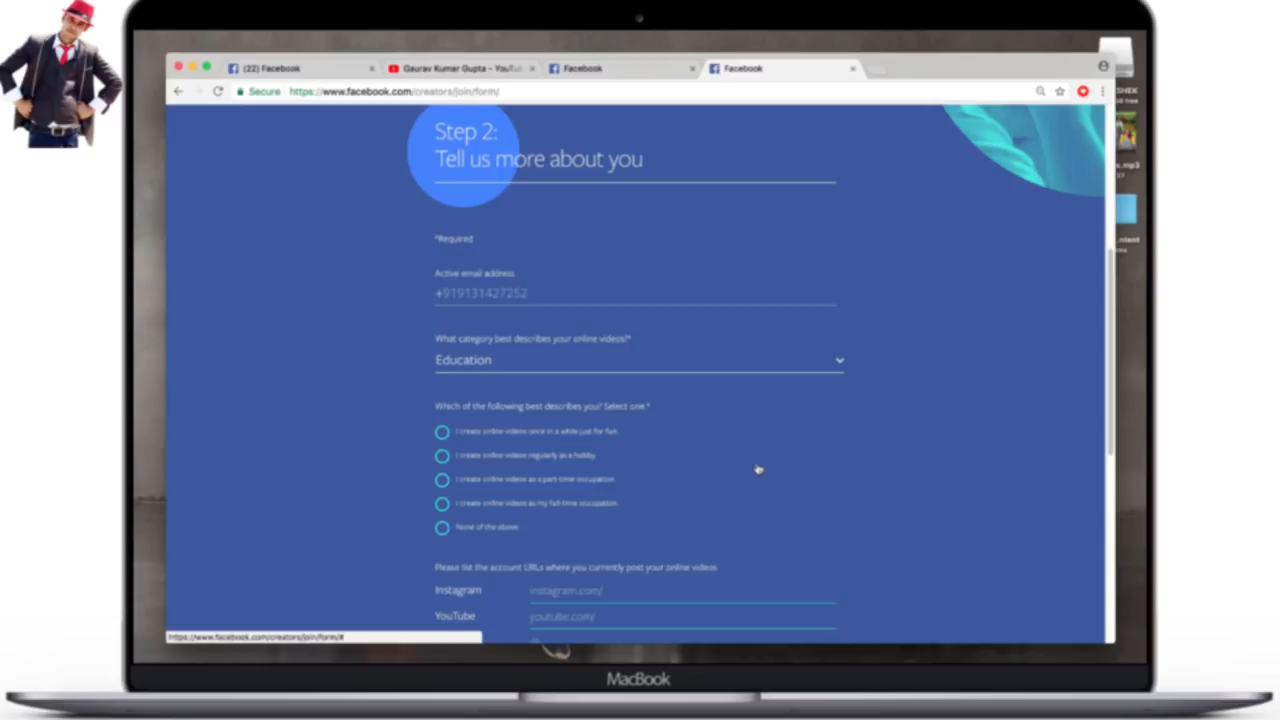 (22) Facebook
Gaurav Kumar Gupta - YouTu
Facebook
Facebook
Secure
https://www.facebook.com/creators/join/form/
SHEK
free
.mp3
Step 2:
Tell us more about you
*Required
Active email address
+919131427252
What category best describes your online videos?*
Education
Which of the following best describes you? Select one.*
I create online videos once in a while just for fun.
I create online videos regularly as a hobby.
I create online videos as a part-time occupation.
I create online videos as my full-time occupation.
None of the above.
Please list the account URLs where you currently post your online videos
Instagram instagram.com/
YouTube youtube.com/
https://www.facebook.com/creators/join/form/#
MacBook